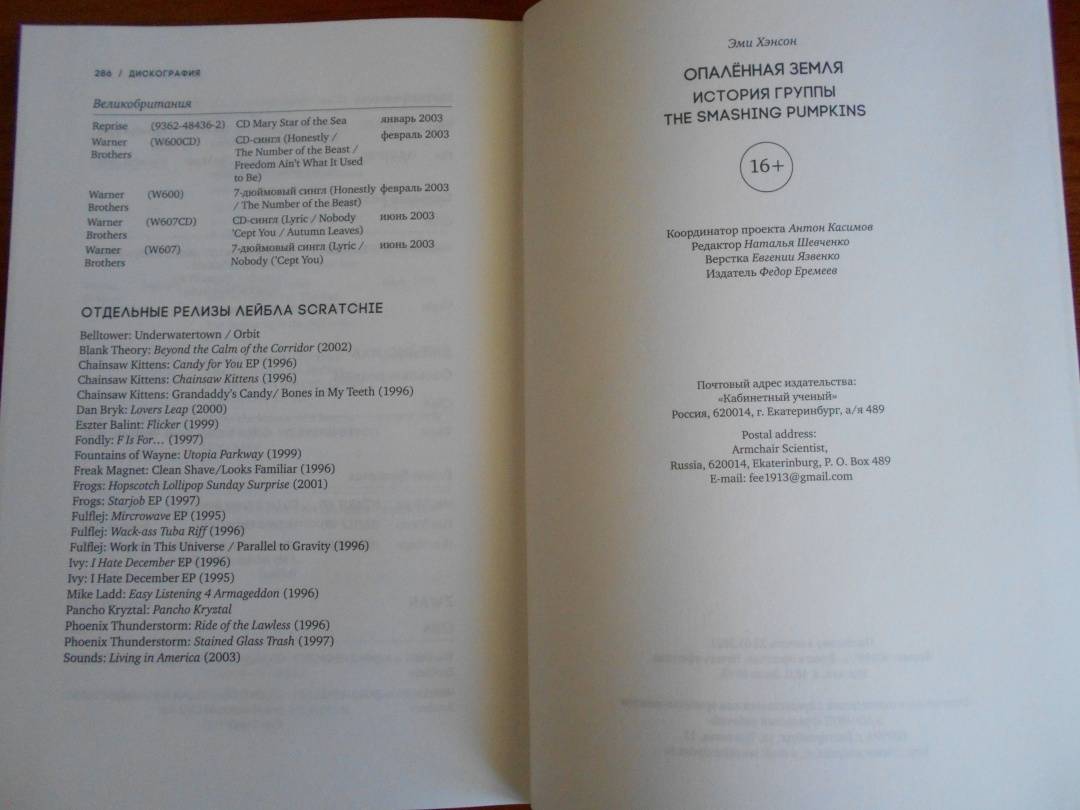 286 / ДИСКОГРАФИЯ
Великобритания
Reprise (9362-48436-2) CD Mary Star of the Sea январь 2003
Warner (W600CD) CD-сингл (Honestly / февраль 2003
Brothers The Number of the Beast /
Freedom Ain't What It Used
to Be)
Warner (W600) 7-дюймовый сингл (Honestly февраль 2003
Brothers / The Number of the Beast)
Warner (W607CD) CD-сингл (Lyric / Nobody июнь 2003
Brothers 'Cept You / Autumn Leaves)
Warner (W607) 7-дюймовый сингл (Lyric / июнь 2003
Brothers Nobody ('Cept You)
ОТДЕЛЬНЫЕ РЕЛИЗЫ ЛЕЙБЛА SCRATCHIE
Belltower: Underwatertown / Orbit
Blank Theory: Beyond the Calm of the Corridor (2002)
Chainsaw Kittens: Candy for You EP (1996)
Chainsaw Kittens: Chainsaw Kittens (1996)
Chainsaw Kittens: Grandaddy's Candy/ Bones in My Teeth (1996)
Dan Bryk: Lovers Leap (2000)
Eszter Balint: Flicker (1999)
Fondly: F Is For... (1997)
Fountains of Wayne: Utopia Parkway (1999)
Freak Magnet: Clean Shave/Looks Familiar (1996)
Frogs: Hopscotch Lollipop Sunday Surprise (2001)
Frogs: Starjob EP (1997)
Fulflej: Mircrowave EP (1995)
Fulflej: Wack-ass Tuba Riff (1996)
Fulflej: Work in This Universe / Parallel to Gravity (1996)
Ivy: I Hate December EP (1996)
Ivy: I Hate December EP (1995)
Mike Ladd: Easy Listening 4 Armageddon (1996)
Pancho Kryztal: Pancho Kryztal
Phoenix Thunderstorm: Ride of the Lawless (1996)
Phoenix Thunderstorm: Stained Glass Trash (1997)
Sounds: Living in America (2003)
Эми Хэнсон
ОПАЛЁННАЯ ЗЕМЛЯ
ИСТОРИЯ ГРУППЫ
THE SMASHING PUMPKINS
16+
Координатор проекта Антон Касимов
Редактор Наталья Шевченко
Верстка Евгении Язвенко
Издатель Федор Еремеев
Почтовый адрес издательства:
«Кабинетный ученый»
Россия, 620014, г. Екатеринбург, а/я 489
Postal address:
Armchair Scientist,
Russia, 620014, Ekaterinburg, P. O. Box 489
E-mail: fee1913@gmail.com